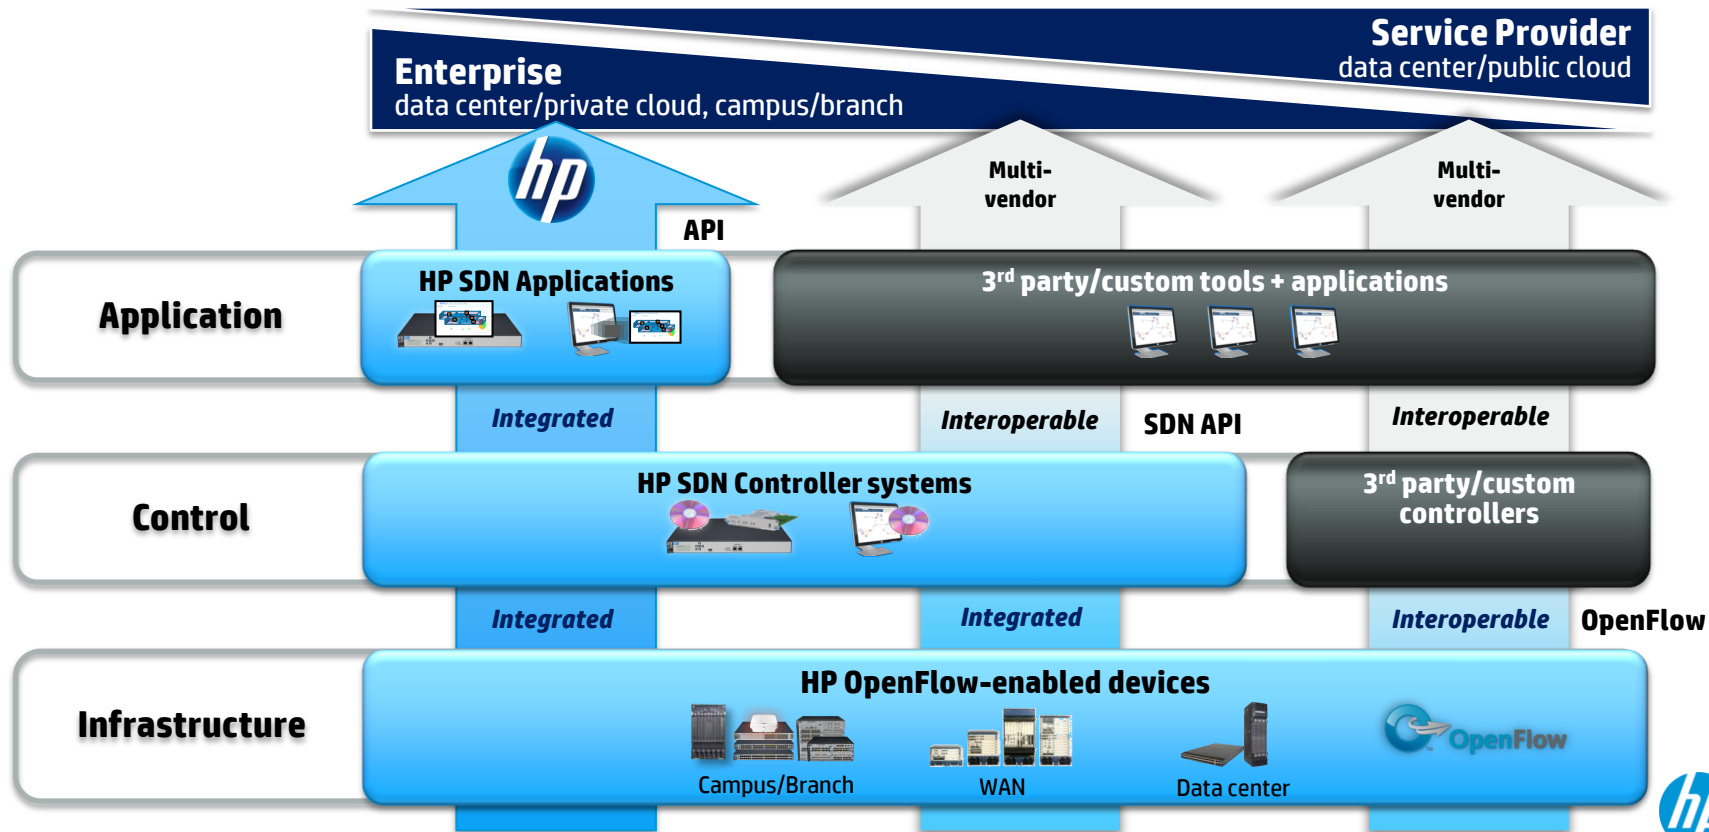 Service Provider
data center/public cloud
Enterprise
data center/private cloud, campus/branch
hp
Multi-
vendor
Multi-
vendor
API
Application
HP SDN Applications
3rd party/custom tools + applications
Integrated
Interoperable
SDN API
Interoperable
Control
HP SDN Controller systems
3rd party/custom
controllers
Integrated
Integrated
Interoperable
OpenFlow
Infrastructure
HP OpenFlow-enabled devices
OpenFlow
TM
Campus/Branch
WAN
Data center
hp